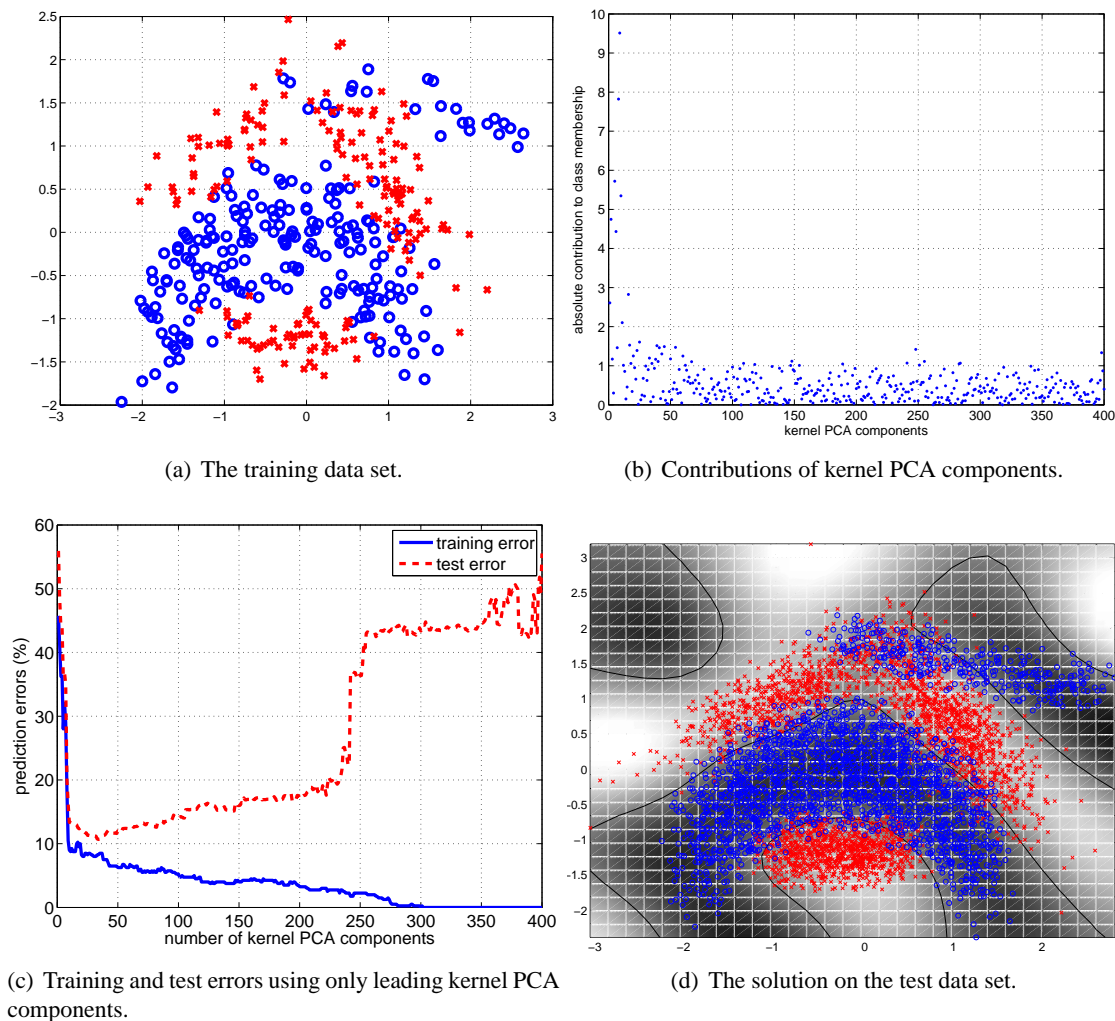 2.5
2
1.5
1
0.5
0
−0.5
−1
−1.5
−2
−3 −2 −1 0 1 2 3
(a) The training data set.
absolute contribution to class membership
10
9
8
7
6
5
4
3
2
1
0
0 50 100 150 200 250 300 350 400
kernel PCA components
(b) Contributions of kernel PCA components.
prediction errors (%)
60
50
40
30
20
10
0
training error
test error
0 50 100 150 200 250 300 350 400
number of kernel PCA components
(c) Training and test errors using only leading kernel PCA
components.
3
2.5
2
1.5
1
0.5
0
−0.5
−1
−1.5
−2
−3 −2 −1 0 1 2
(d) The solution on the test data set.